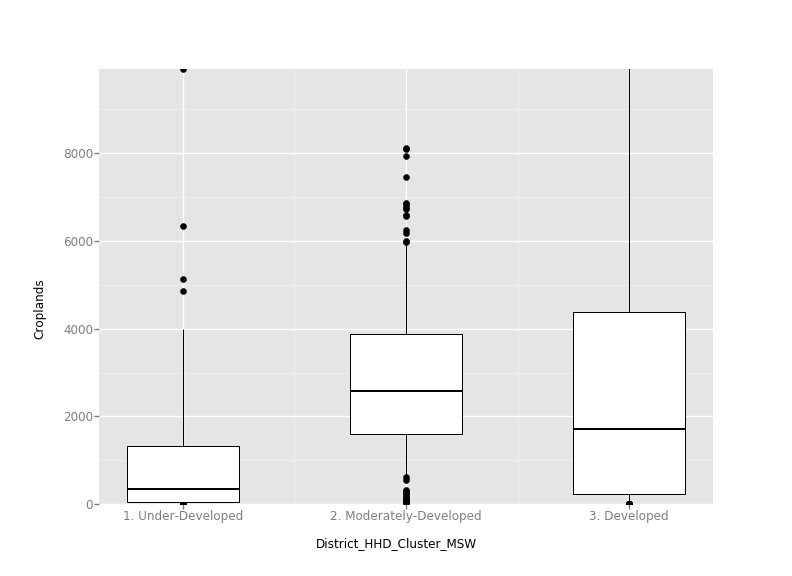 Croplands
8000
6000
4000
2000
0
1. Under-Developed
2. Moderately-Developed
3. Developed
District_HHD_Cluster_MSW